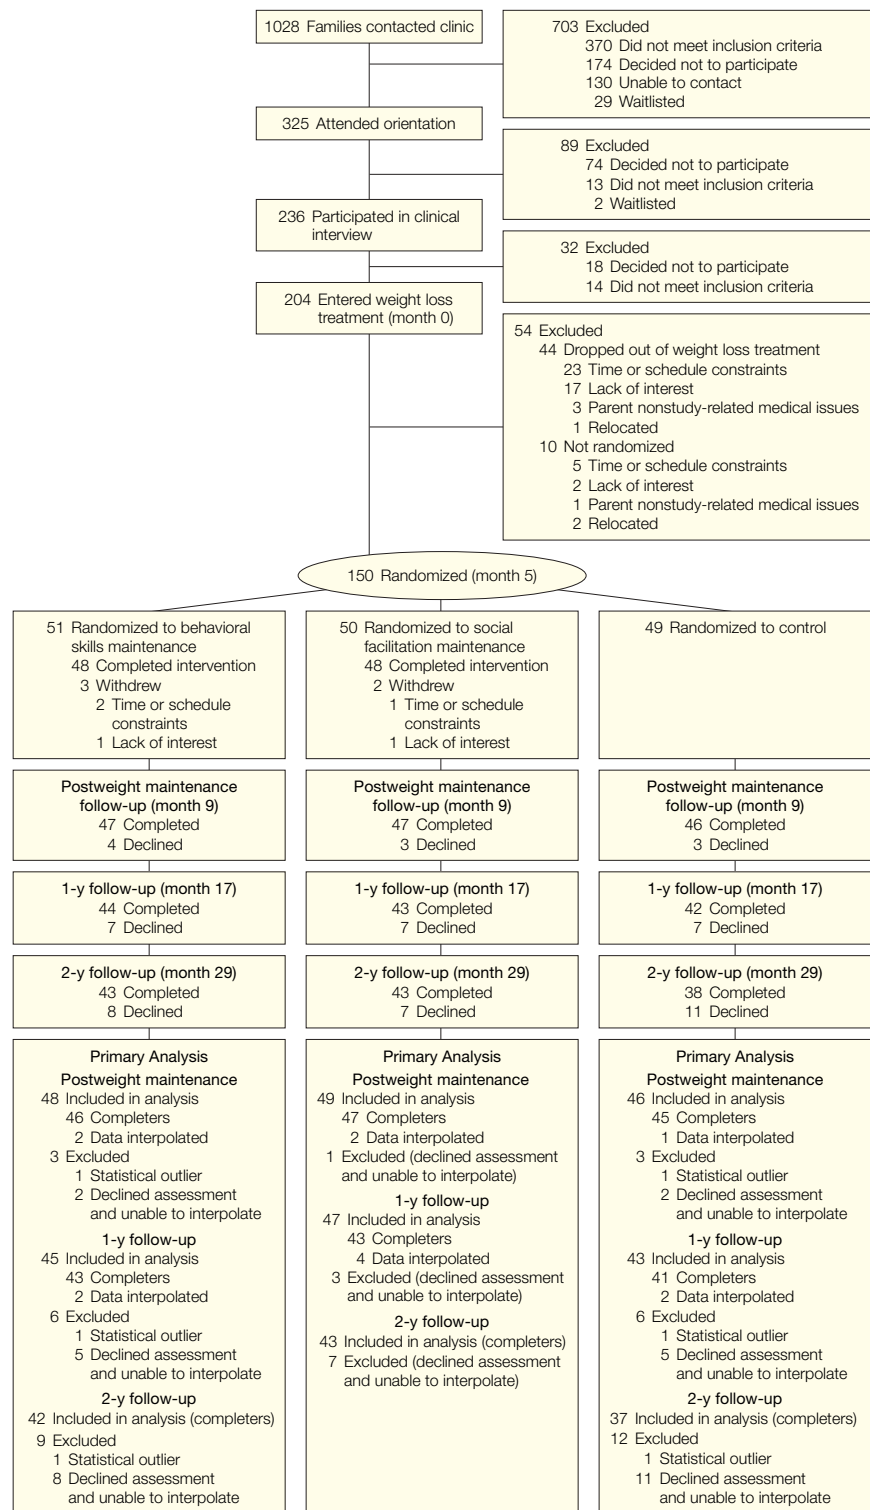 1028 Families contacted clinic
703 Excluded
370 Did not meet inclusion criteria
174 Decided not to participate
130 Unable to contact
29 Waitlisted
325 Attended orientation
89 Excluded
74 Decided not to participate
13 Did not meet inclusion criteria
2 Waitlisted
236 Participated in clinical
interview
32 Excluded
18 Decided not to participate
14 Did not meet inclusion criteria
204 Entered weight loss
treatment (month 0)
54 Excluded
44 Dropped out of weight loss treatment
23 Time or schedule constraints
17 Lack of interest
3 Parent nonstudy-related medical issues
1 Relocated
10 Not randomized
5 Time or schedule constraints
2 Lack of interest
1 Parent nonstudy-related medical issues
2 Relocated
150 Randomized (month 5)
51 Randomized to behavioral
skills maintenance
48 Completed intervention
3 Withdrew
2 Time or schedule
constraints
1 Lack of interest
50 Randomized to social
facilitation maintenance
48 Completed intervention
2 Withdrew
1 Time or schedule
constraints
1 Lack of interest
49 Randomized to control
Postweight maintenance
follow-up (month 9)
47 Completed
4 Declined
Postweight maintenance
follow-up (month 9)
47 Completed
3 Declined
Postweight maintenance
follow-up (month 9)
46 Completed
3 Declined
1-y follow-up (month 17)
44 Completed
7 Declined
1-y follow-up (month 17)
43 Completed
7 Declined
1-y follow-up (month 17)
42 Completed
7 Declined
2-y follow-up (month 29)
43 Completed
8 Declined
2-y follow-up (month 29)
43 Completed
7 Declined
2-y follow-up (month 29)
38 Completed
11 Declined
Primary Analysis
Postweight maintenance
48 Included in analysis
46 Completers
2 Data interpolated
3 Excluded
1 Statistical outlier
2 Declined assessment
and unable to interpolate
1-y follow-up
45 Included in analysis
43 Completers
2 Data interpolated
6 Excluded
1 Statistical outlier
5 Declined assessment
and unable to interpolate
2-y follow-up
42 Included in analysis (completers)
9 Excluded
1 Statistical outlier
8 Declined assessment
and unable to interpolate
Primary Analysis
Postweight maintenance
49 Included in analysis
47 Completers
2 Data interpolated
1 Excluded (declined assessment
and unable to interpolate)
1-y follow-up
47 Included in analysis
43 Completers
4 Data interpolated
3 Excluded (declined assessment
and unable to interpolate)
2-y follow-up
43 Included in analysis (completers)
7 Excluded (declined assessment
and unable to interpolate)
Primary Analysis
Postweight maintenance
46 Included in analysis
45 Completers
1 Data interpolated
3 Excluded
1 Statistical outlier
2 Declined assessment
and unable to interpolate
1-y follow-up
43 Included in analysis
41 Completers
2 Data interpolated
6 Excluded
1 Statistical outlier
5 Declined assessment
and unable to interpolate
2-y follow-up
37 Included in analysis (completers)
12 Excluded
1 Statistical outlier
11 Declined assessment
and unable to interpolate